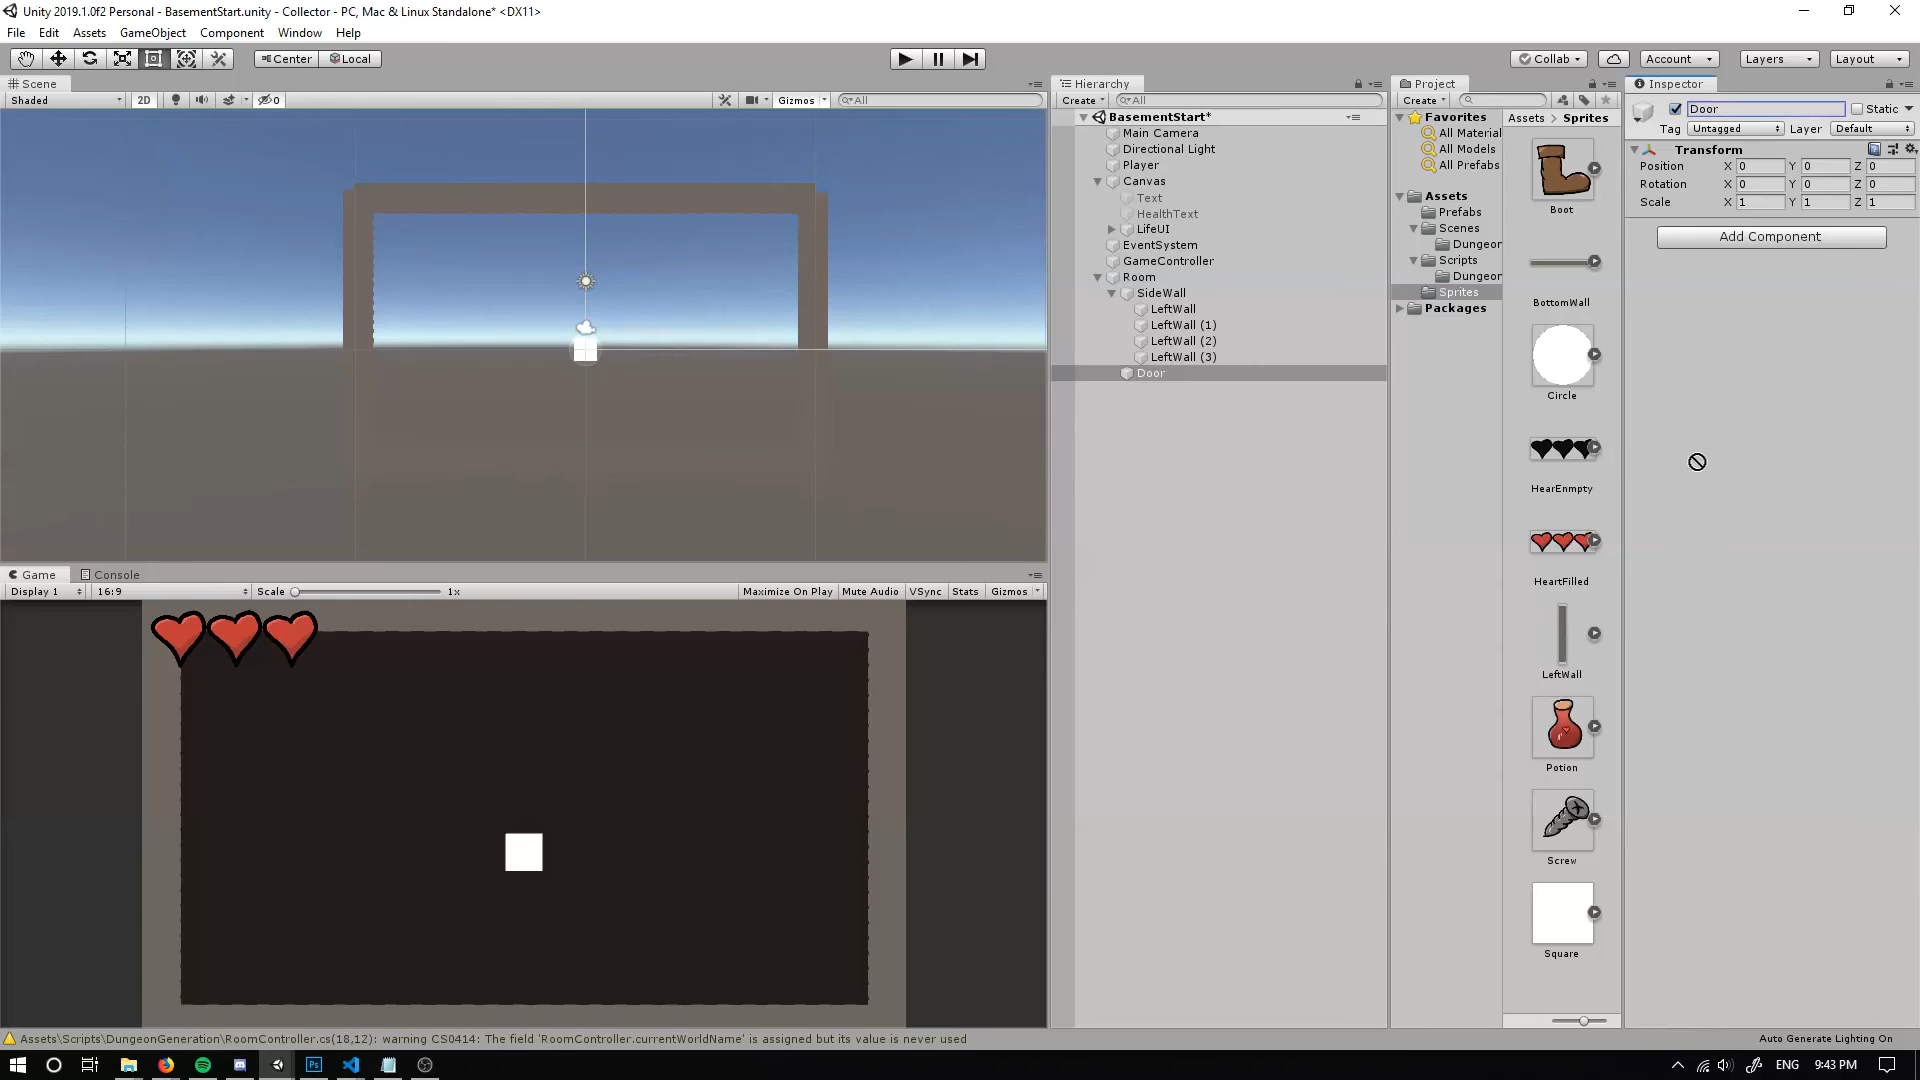 Unity 2019.1.0f2 Personal - BasementStart.unity - Collector - PC, Mac & Linux Standalone* <DX11>
File Edit Assets GameObject Component Window Help
Center Local Collab Account Layers Layout
Scene
Shaded 2D 0 Gizmos All
Hierarchy
Create All
BasementStart*
Main Camera
Directional Light
Player
Canvas
Text
HealthText
LifeUI
EventSystem
GameController
Room
SideWall
LeftWall
LeftWall (1)
LeftWall (2)
LeftWall (3)
Door
Project
Create
Favorites
All Material
All Models
All Prefabs
Assets
Prefabs
Scenes
Dungeon
Scripts
Dungeon
Sprites
Packages
Assets Sprites
Boot
BottomWall
Circle
HearEnmpty
HeartFilled
LeftWall
Potion
Screw
Square
Inspector
Door Static
Tag Untagged Layer Default
Transform
Position X 0 Y 0 Z 0
Rotation X 0 Y 0 Z 0
Scale X 1 Y 1 Z 1
Add Component
Game Console
Display 1 16:9 Scale 1x Maximize On Play Mute Audio VSync Stats Gizmos
Assets\Scripts\DungeonGeneration\RoomController.cs(18,12): warning CS0414: The field 'RoomController.currentWorldName' is assigned but its value is never used
Auto Generate Lighting On
Ps
ENG 9:43 PM